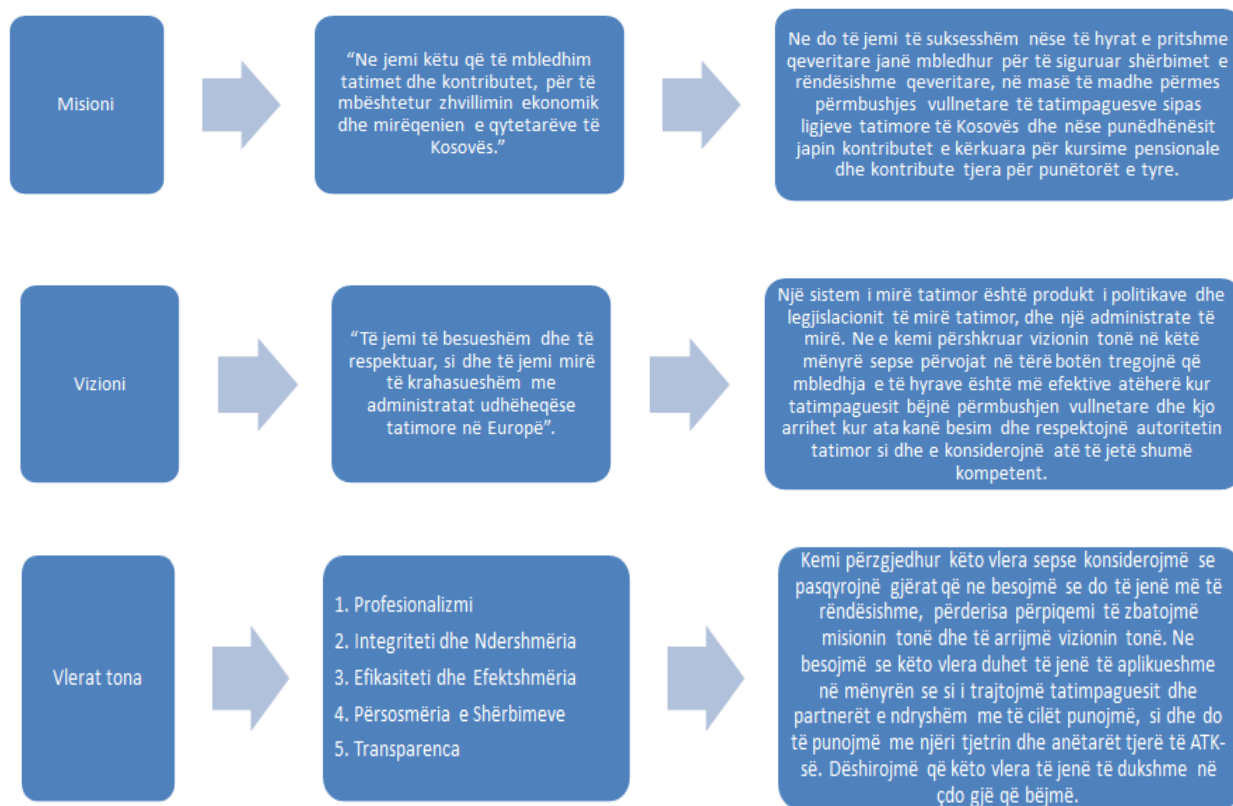 Misioni
“Ne jemi këtu që të mbledhim
tatimet dhe kontributet, për të
mbështetur zhvillimin ekonomik
dhe mirëqenien e qytetarëve të
Kosovës.”
Ne do të jemi të suksesshëm nëse të hyrat e pritshme
qeveritare janë mbledhur për të siguruar shërbimet e
rëndësishme qeveritare, në masë të madhe përmes
përmbushjes vullnetare të tatimpaguesve sipas
ligjeve tatimore të Kosovës dhe nëse punëdhënësit
japin kontributet e kërkuara për kursime pensionale
dhe kontribute tjera për punëtorët e tyre.
Vizioni
“Të jemi të besueshëm dhe të
respektuar, si dhe të jemi mirë
të krahasueshëm me
administratat udhëheqëse
tatimore në Europë”.
Një sistem i mirë tatimor është produkt i politikave dhe
legjislacionit të mirë tatimor, dhe një administrate të
mirë. Ne e kemi përshkruar vizionin tonë në këtë
mënyrë sepse përvojat në tërë botën tregojnë që
mbledhja e të hyrave është më efektive atëherë kur
tatimpaguesit bëjnë përmbushjen vullnetare dhe kjo
arrihet kur ata kanë besim dhe respektojnë autoritetin
tatimor si dhe e konsiderojnë atë të jetë shumë
kompetent.
Vlerat tona
1. Profesionalizmi
2. Integriteti dhe Ndershmëria
3. Efikasiteti dhe Efektshmëria
4. Përsosmëria e Shërbimeve
5. Transparenca
Kemi përzgjedhur këto vlera sepse konsiderojmë se
pasqyrojnë gjërat që ne besojmë se do të jenë më të
rëndësishme, përderisa përpiqemi të zbatojmë
misionin tonë dhe të arrijmë vizionin tonë. Ne
besojmë se këto vlera duhet të jenë të aplikueshme
në mënyrën se si i trajtojmë tatimpaguesit dhe
partnerët e ndryshëm me të cilët punojmë, si dhe do
të punojmë me njëri tjetrin dhe anëtarët tjerë të ATK-
së. Dëshirojmë që këto vlera të jenë të dukshme në
çdo gjë që bëjmë.